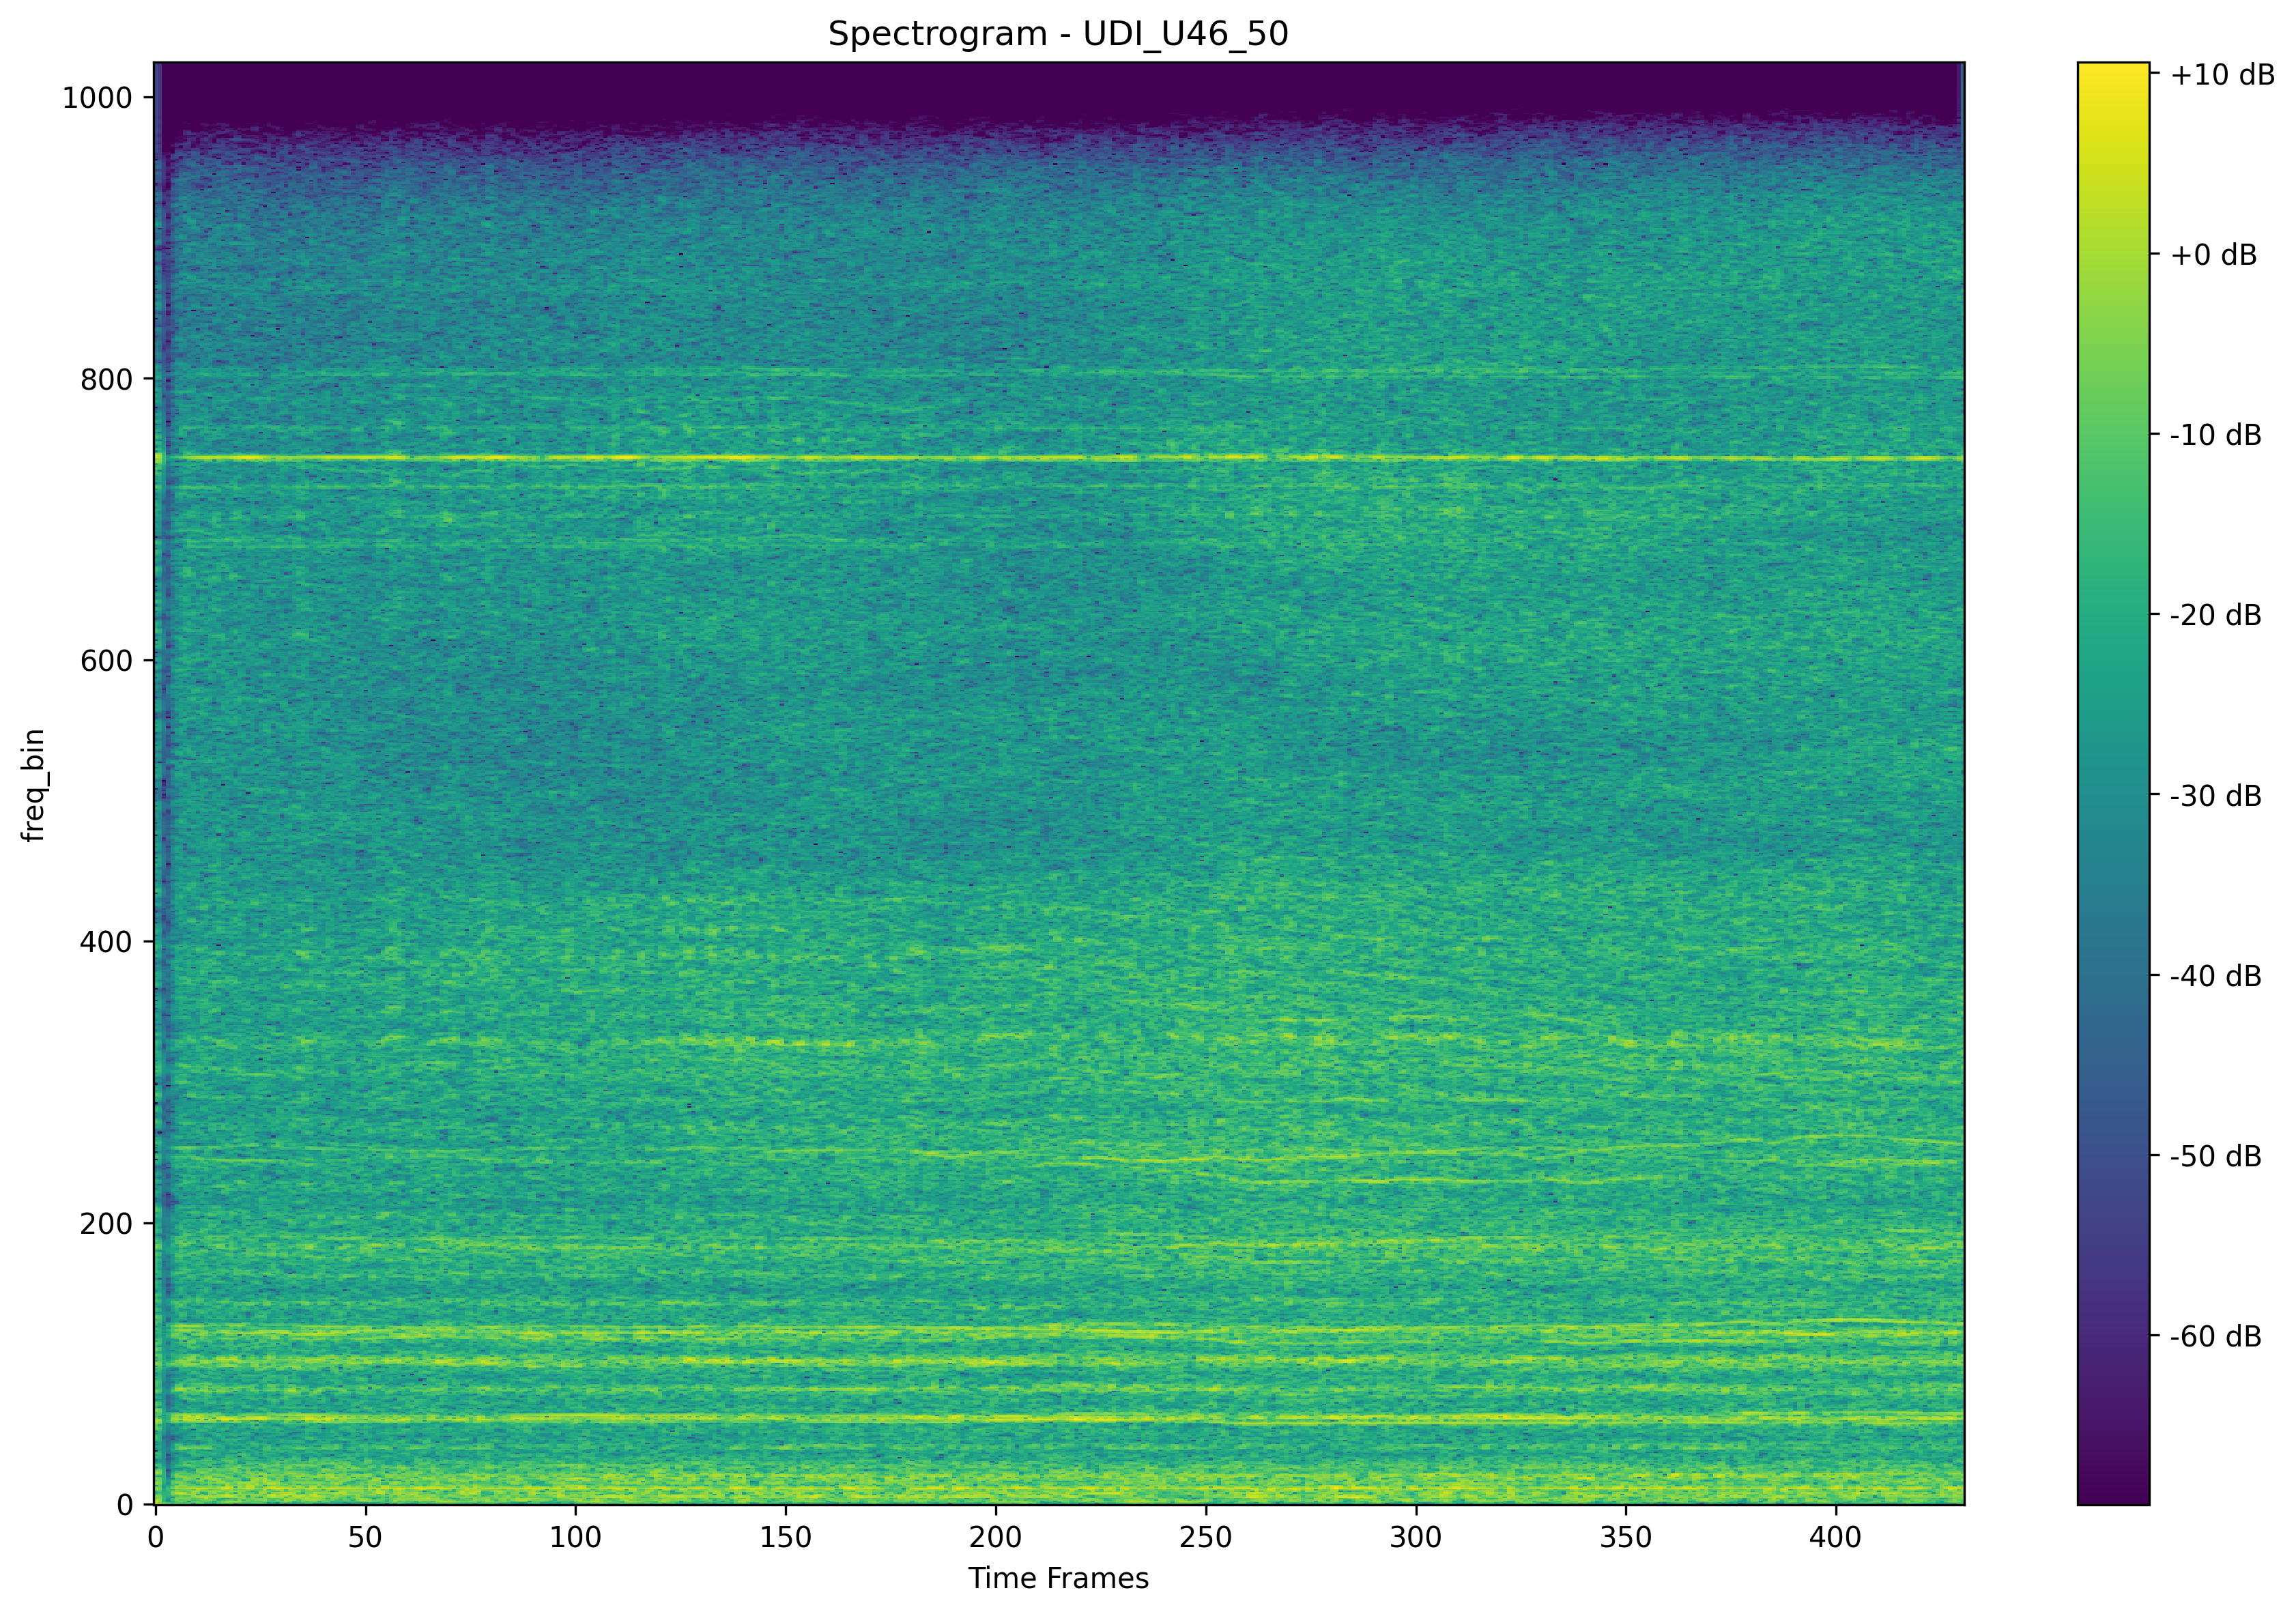 Spectrogram - UDI_U46_50
1000
800
600
400
200
0
freq_bin
0 50 100 150 200 250 300 350 400
Time Frames
+10 dB
+0 dB
-10 dB
-20 dB
-30 dB
-40 dB
-50 dB
-60 dB